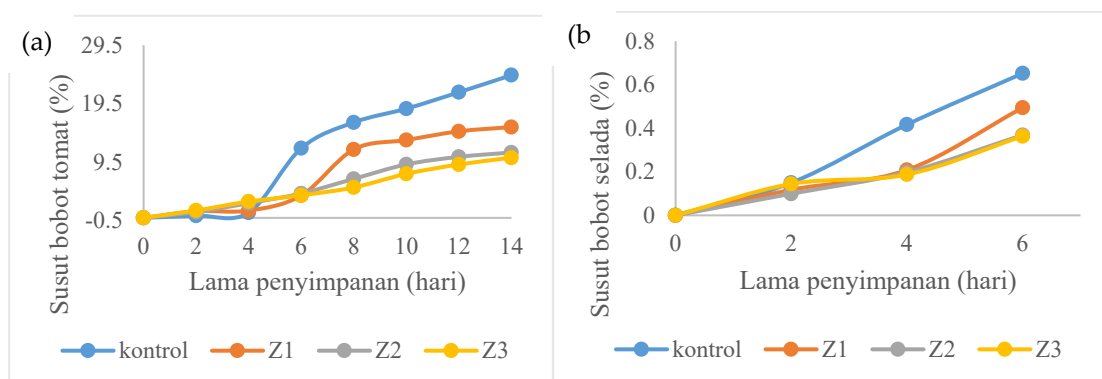 (a)
Susut bobot tomat (%)
29.5
19.5
9.5
-0.5
0 2 4 6 8 10 12 14
Lama penyimpanan (hari)
kontrol Z1 Z2 Z3
(b
Susut bobot selada (%)
0.8
0.6
0.4
0.2
0
0 2 4 6
Lama penyimpanan (hari)
kontrol Z1 Z2 Z3